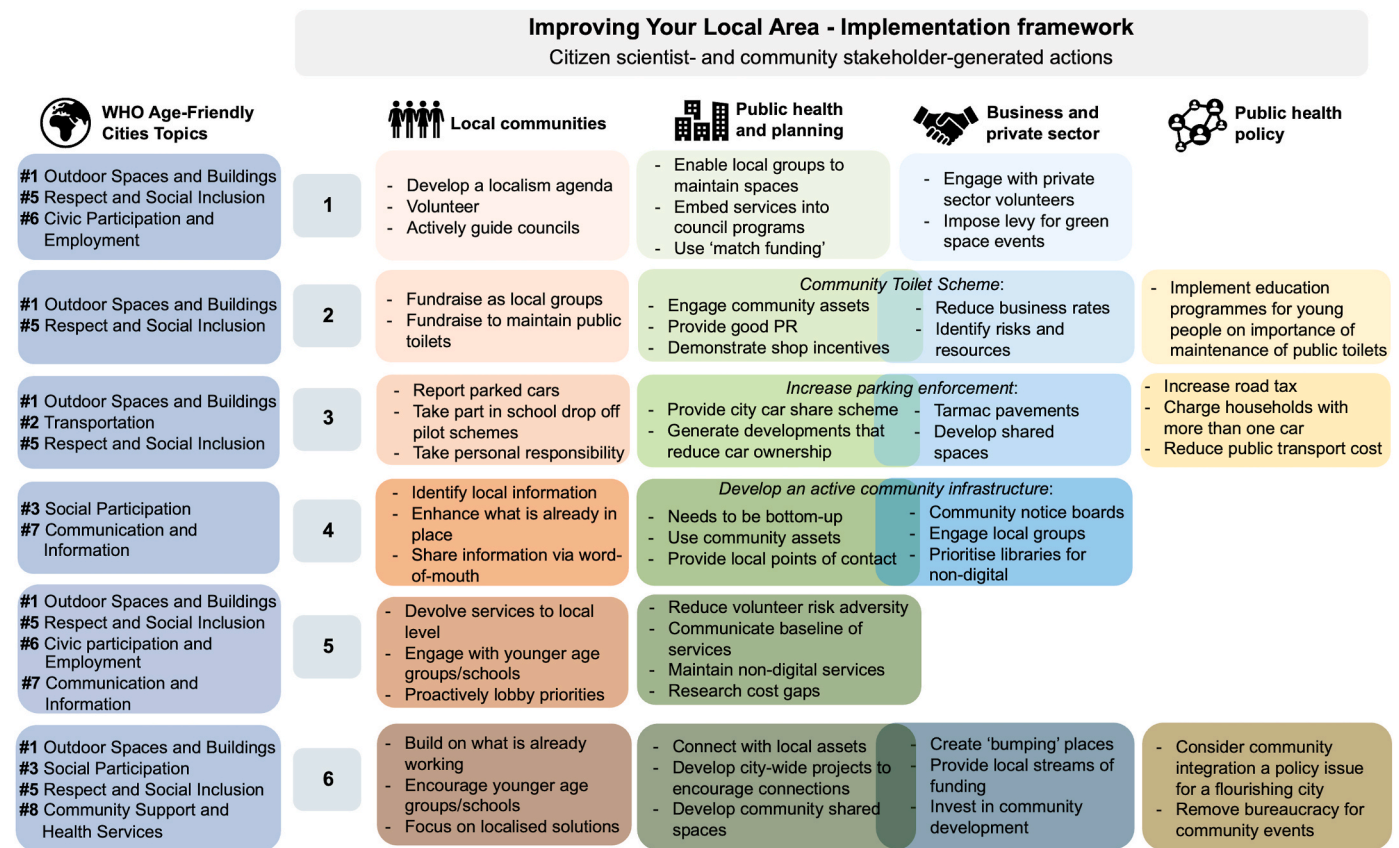 Improving Your Local Area - Implementation framework
Citizen scientist- and community stakeholder-generated actions
WHO Age-Friendly
Cities Topics
Local communities
Public health
and planning
Business and
private sector
Public health
policy
#1 Outdoor Spaces and Buildings
#5 Respect and Social Inclusion
#6 Civic Participation and
Employment
1
- Develop a localism agenda
- Volunteer
- Actively guide councils
- Enable local groups to
maintain spaces
- Embed services into
council programs
- Use ‘match funding’
- Engage with private
sector volunteers
- Impose levy for green
space events
#1 Outdoor Spaces and Buildings
#5 Respect and Social Inclusion
2
- Fundraise as local groups
- Fundraise to maintain public
toilets
Community Toilet Scheme:
- Engage community assets
- Provide good PR
- Demonstrate shop incentives
- Reduce business rates
- Identify risks and
resources
- Implement education
programmes for young
people on importance of
maintenance of public toilets
#1 Outdoor Spaces and Buildings
#2 Transportation
#5 Respect and Social Inclusion
3
- Report parked cars
- Take part in school drop off
pilot schemes
- Take personal responsibility
Increase parking enforcement:
- Provide city car share scheme
- Generate developments that
reduce car ownership
- Tarmac pavements
- Develop shared
spaces
- Increase road tax
- Charge households with
more than one car
- Reduce public transport cost
#3 Social Participation
#7 Communication and
Information
4
- Identify local information
- Enhance what is already in
place
- Share information via word-
of-mouth
Develop an active community infrastructure:
- Needs to be bottom-up
- Use community assets
- Provide local points of contact
- Community notice boards
- Engage local groups
- Prioritise libraries for
non-digital
#1 Outdoor Spaces and Buildings
#5 Respect and Social Inclusion
#6 Civic participation and
Employment
#7 Communication and
Information
5
- Devolve services to local
level
- Engage with younger age
groups/schools
- Proactively lobby priorities
- Reduce volunteer risk adversity
- Communicate baseline of
services
- Maintain non-digital services
- Research cost gaps
#1 Outdoor Spaces and Buildings
#3 Social Participation
#5 Respect and Social Inclusion
#8 Community Support and
Health Services
6
- Build on what is already
working
- Encourage younger age
groups/schools
- Focus on localised solutions
- Connect with local assets
- Develop city-wide projects to
encourage connections
- Develop community shared
spaces
- Create ‘bumping’ places
- Provide local streams of
funding
- Invest in community
development
- Consider community
integration a policy issue
for a flourishing city
- Remove bureaucracy for
community events